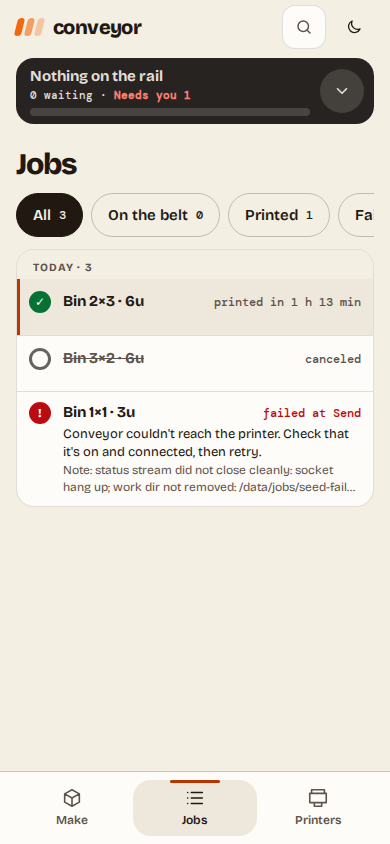 conveyor
Nothing on the rail
0 waiting · Needs you 1
Jobs
All 3
On the belt 0
Printed 1
Fa
TODAY · 3
Bin 2×3 · 6u
printed in 1 h 13 min
Bin 3×2 · 6u
canceled
Bin 1×1 · 3u
failed at Send
Conveyor couldn't reach the printer. Check that
it's on and connected, then retry.
Note: status stream did not close cleanly: socket
hang up; work dir not removed: /data/jobs/seed-fail…
Make
Jobs
Printers